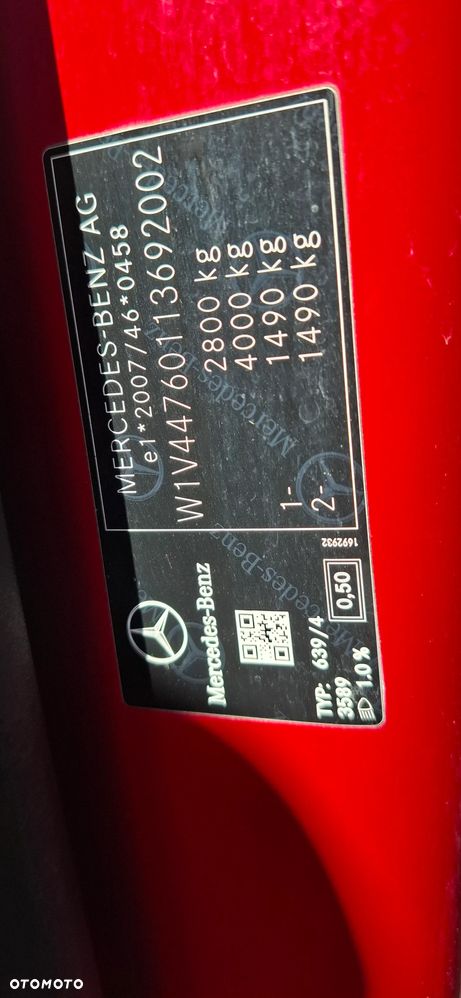 MERCEDES-BENZ AG
e1*2007/46*0458
W1V44760113692002
2800 kg
4000 kg
1- 1490 kg
2- 1490 kg
Mercedes-Benz
TYP: 639/4
3589
1.0 %
0,50
1692932
OTOMOTO